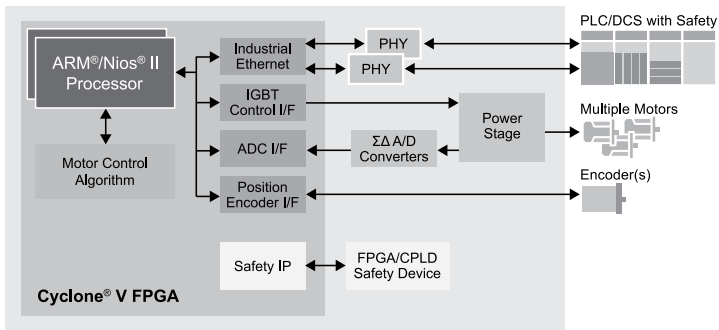 PLC/DCS with Safety
ARM®/Nios® II
Processor
Industrial
Ethernet
PHY
PHY
IGBT
Control I/F
Power
Stage
Multiple Motors
Motor Control
Algorithm
ADC I/F
ΣΔ A/D
Converters
Encoder(s)
Position
Encoder I/F
Safety IP
FPGA/CPLD
Safety Device
Cyclone® V FPGA